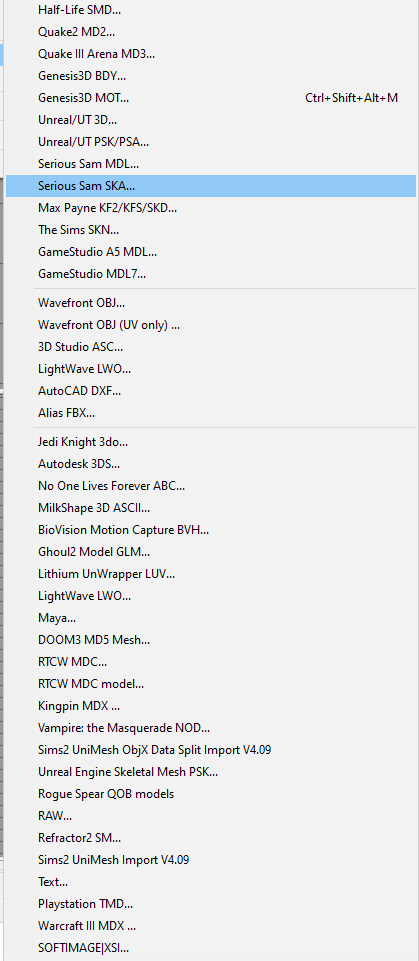 Half-Life SMD...
Quake2 MD2...
Quake III Arena MD3...
Genesis3D BDY...
Genesis3D MOT... Ctrl+Shift+Alt+M
Unreal/UT 3D...
Unreal/UT PSK/PSA...
Serious Sam MDL...
Serious Sam SKA...
Max Payne KF2/KFS/SKD...
The Sims SKN...
GameStudio A5 MDL...
GameStudio MDL7...
Wavefront OBJ...
Wavefront OBJ (UV only) ...
3D Studio ASC...
LightWave LWO...
AutoCAD DXF...
Alias FBX...
Jedi Knight 3do...
Autodesk 3DS...
No One Lives Forever ABC...
MilkShape 3D ASCII...
BioVision Motion Capture BVH...
Ghoul2 Model GLM...
Lithium UnWrapper LUV...
LightWave LWO...
Maya...
DOOM3 MD5 Mesh...
RTCW MDC...
RTCW MDC model...
Kingpin MDX ...
Vampire: the Masquerade NOD...
Sims2 UniMesh ObjX Data Split Import V4.09
Unreal Engine Skeletal Mesh PSK...
Rogue Spear QOB models
RAW...
Refractor2 SM...
Sims2 UniMesh Import V4.09
Text...
Playstation TMD...
Warcraft III MDX ...
SOFTIMAGE|XSI...